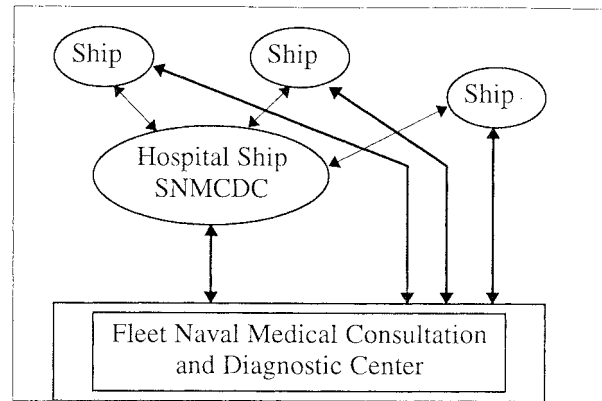 Ship
Ship
Ship
Hospital Ship
SNMCDC
Fleet Naval Medical Consultation
and Diagnostic Center